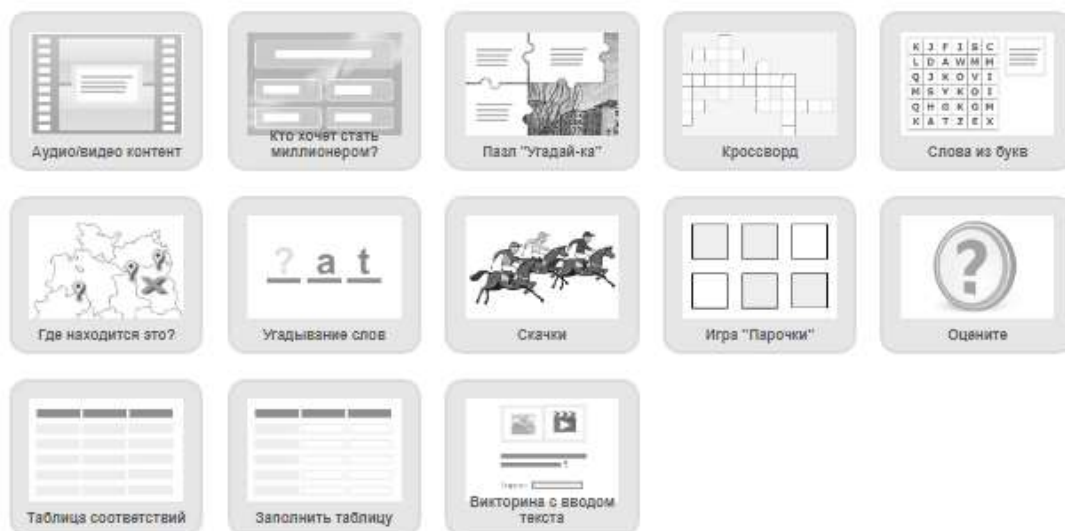 K J F I S C
L D A W M H
Q J K O V I
M S Y K O I
Q H G K G M
K A T Z E X
Аудио/видео контент
Кто хочет стать
миллионером?
Пазл "Угадай-ка"
Кроссворд
Слова из букв
? a t
?
Где находится это?
Угадывание слов
Скачки
Игра "Парочки"
Оцените
Таблица соответствий
Заполнить таблицу
Викторина с вводом
текста